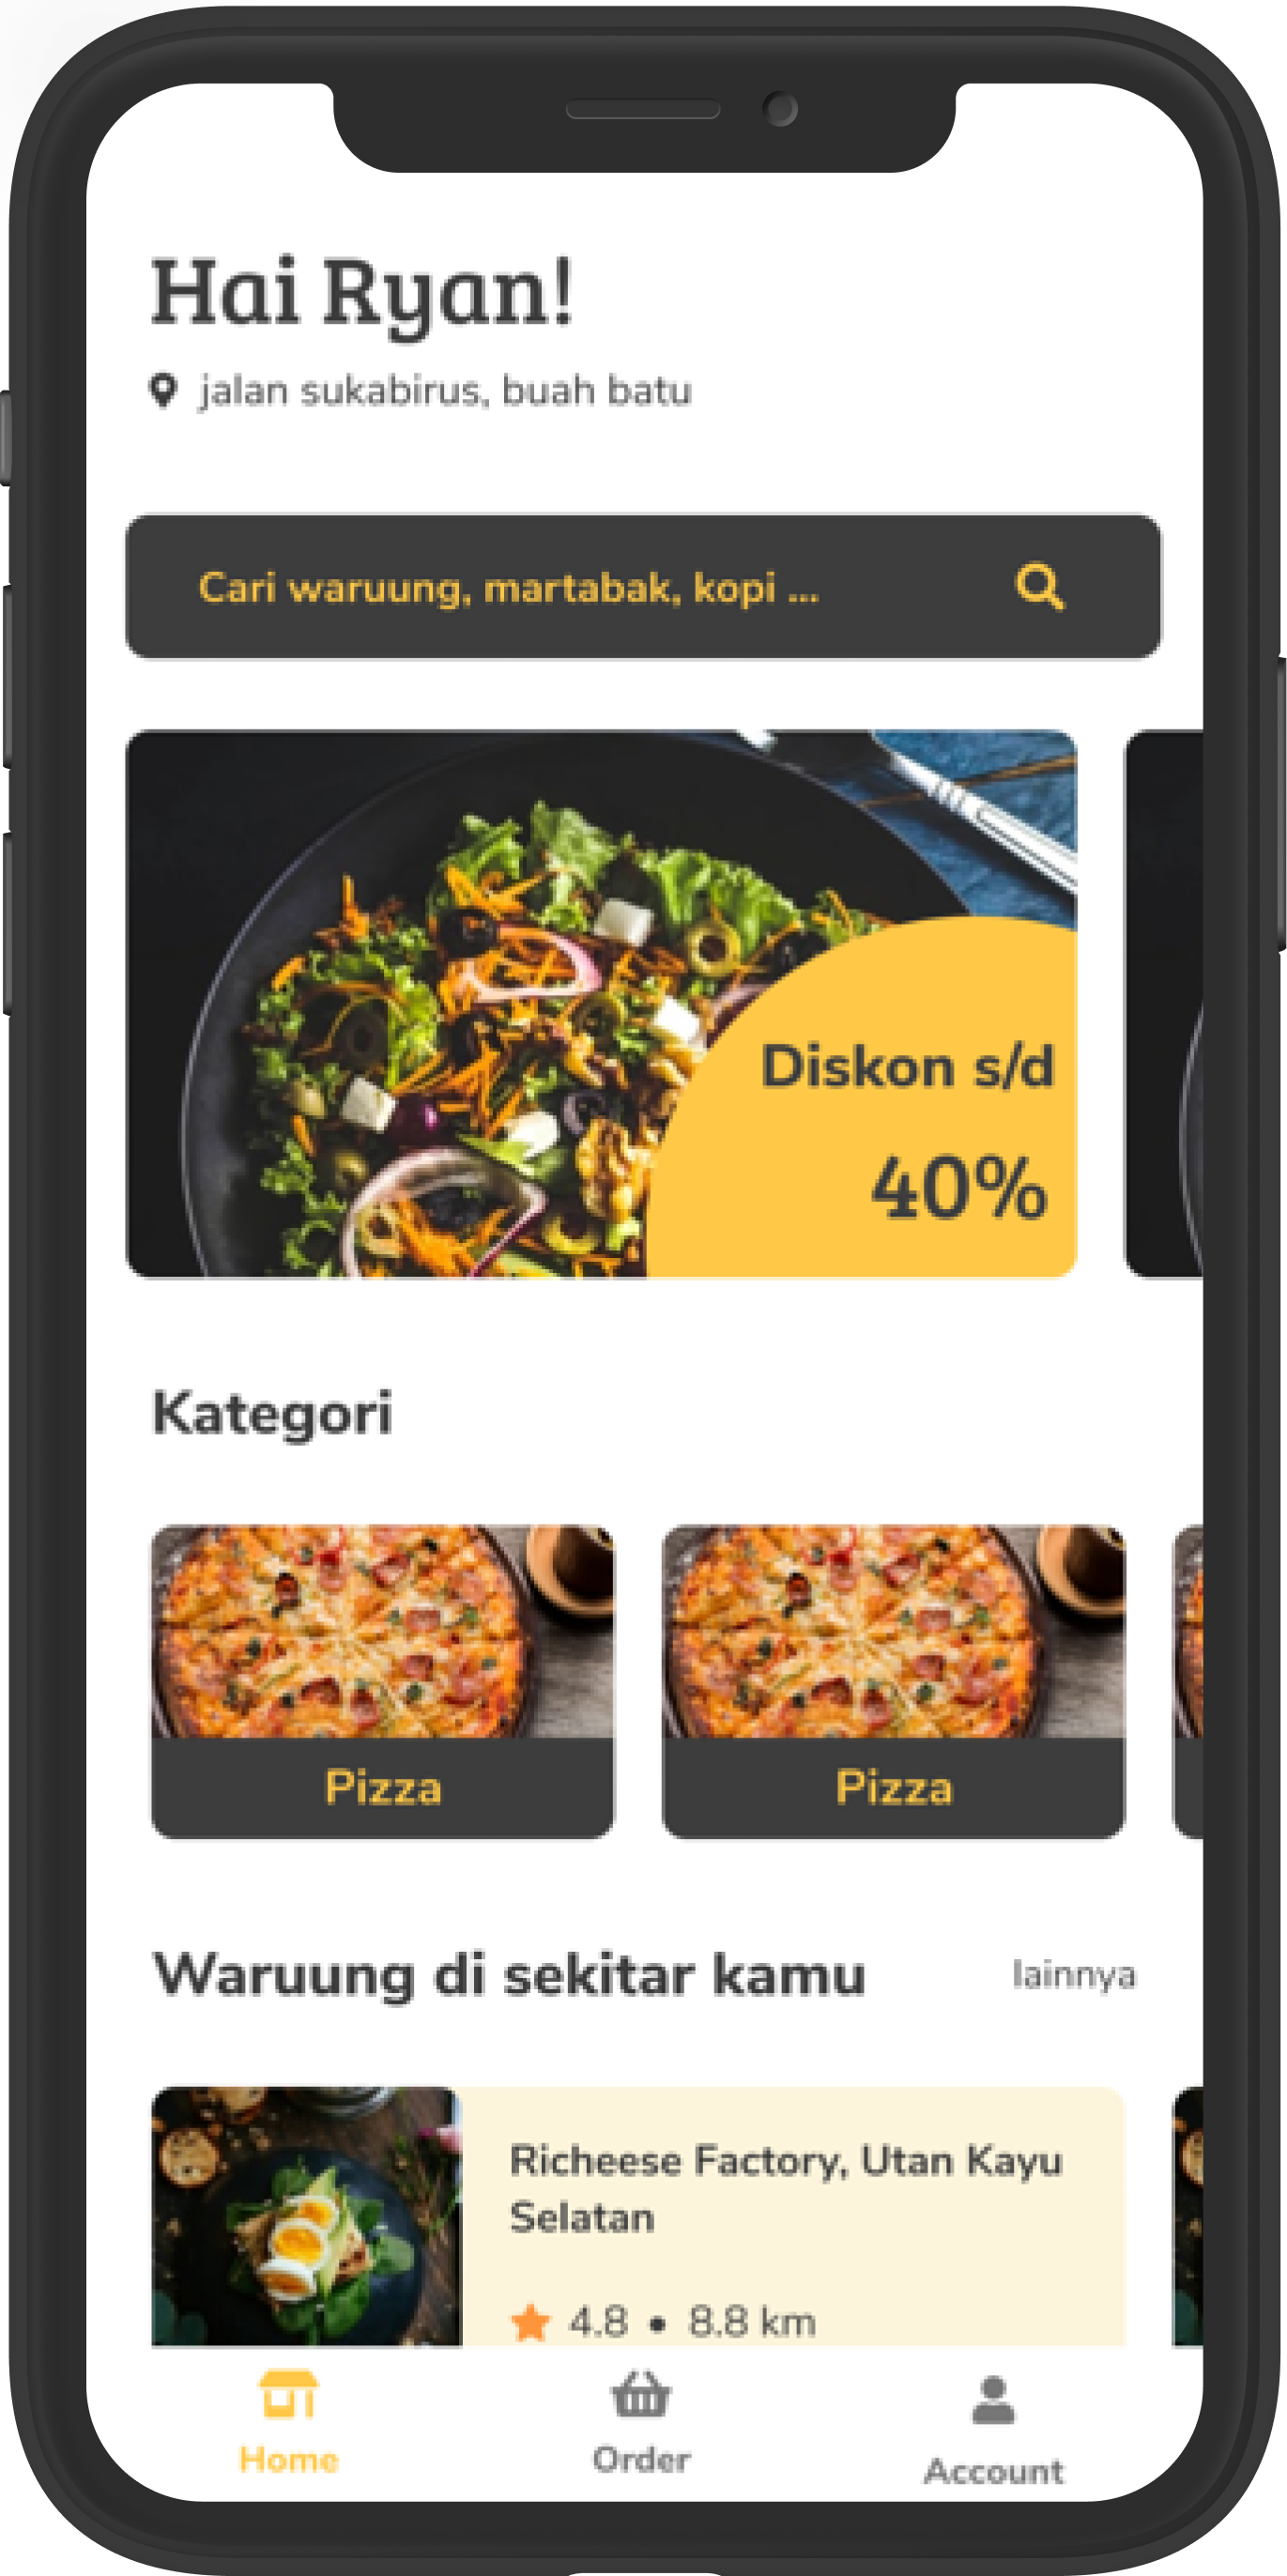 Hai Ryan!
jalan sukabirus, buah batu
Cari waruung, martabak, kopi ...
Diskon s/d
40%
Kategori
Pizza
Pizza
Waruung di sekitar kamu
lainnya
Richeese Factory, Utan Kayu
Selatan
4.8 • 8.8 km
Home
Order
Account